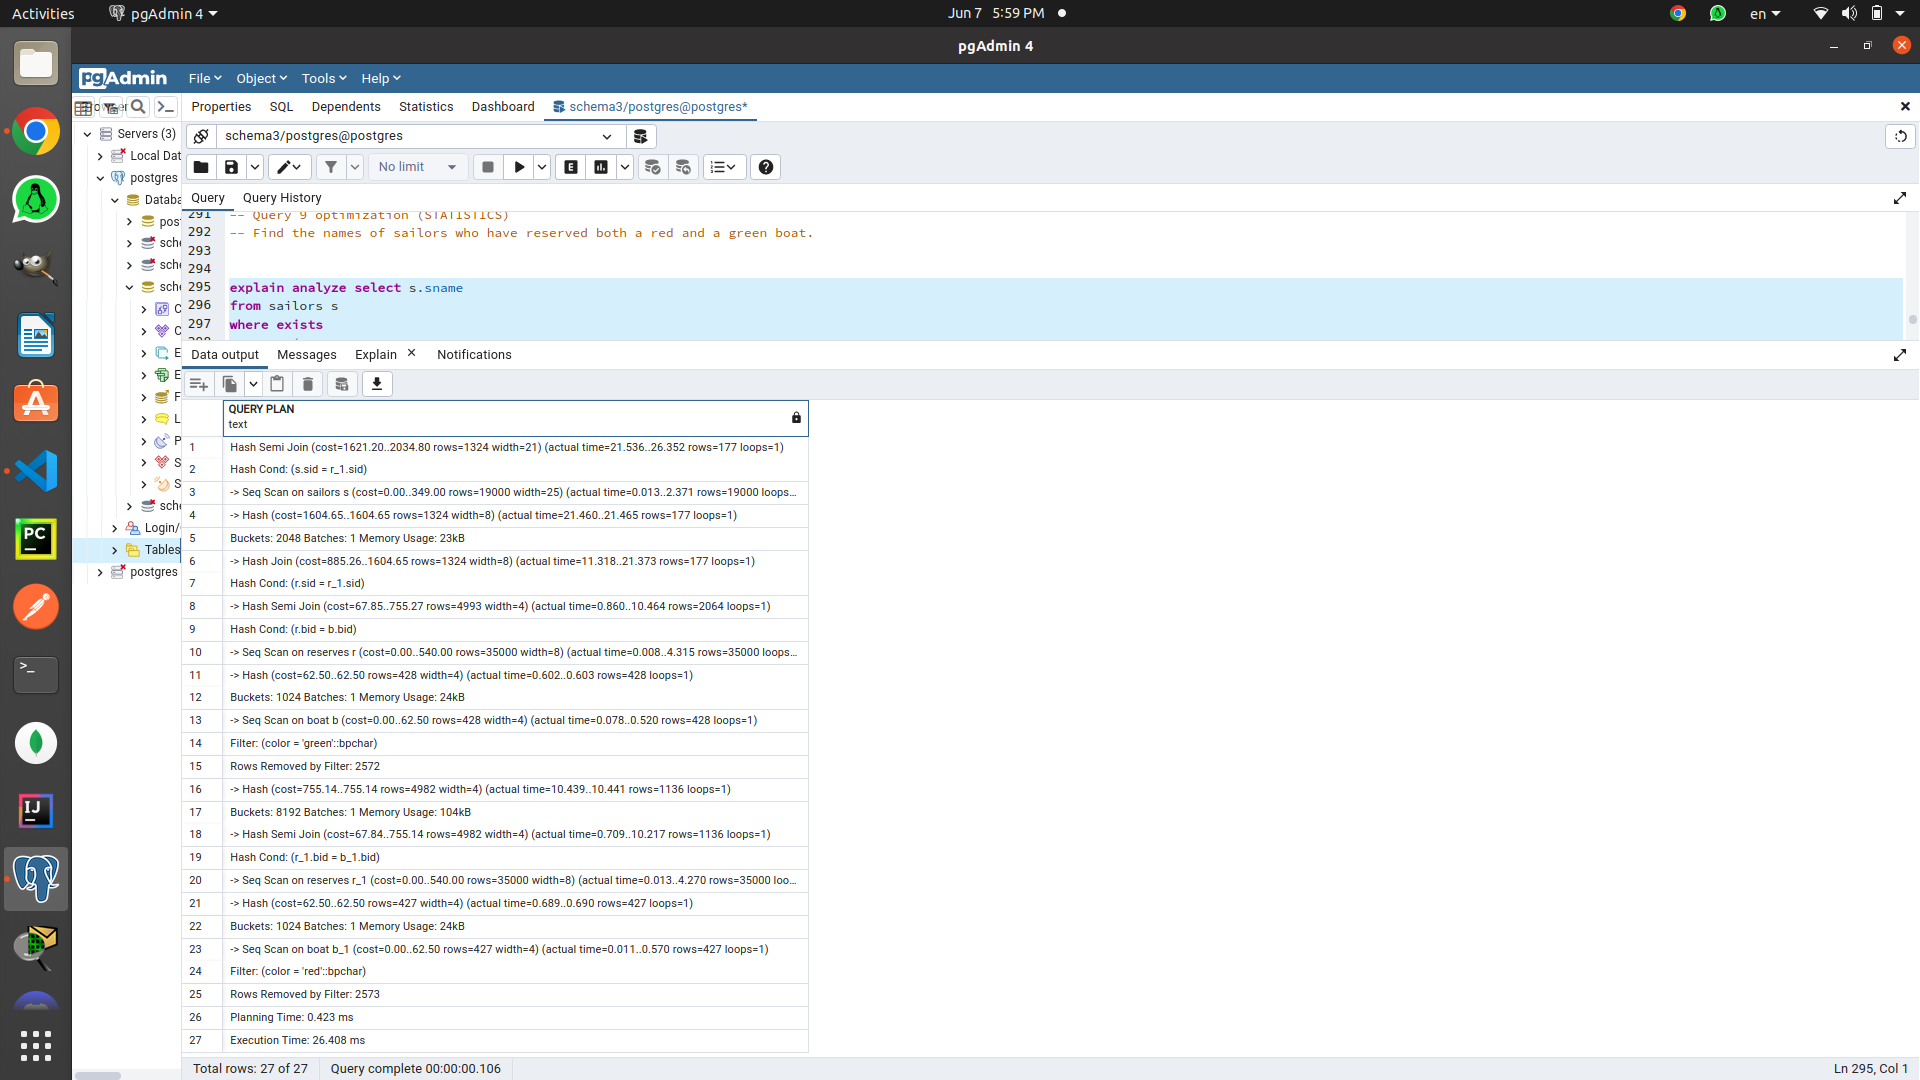 Activities
pgAdmin 4
Jun 7 5:59 PM
en
pgAdmin 4
pgAdmin
File
Object
Tools
Help
Properties
SQL
Dependents
Statistics
Dashboard
schema3/postgres@postgres*
Servers (3)
Local Dat
postgres
Databa
pos
sche
sche
sche
C
C
E
E
F
L
P
S
S
sche
Login/
Tables
postgres
schema3/postgres@postgres
No limit
Query
Query History
291 -- Query 9 optimization (STATISTICS)
292 -- Find the names of sailors who have reserved both a red and a green boat.
293
294
295 explain analyze select s.sname
296 from sailors s
297 where exists
Data output
Messages
Explain
Notifications
QUERY PLAN
text
1 Hash Semi Join (cost=1621.20..2034.80 rows=1324 width=21) (actual time=21.536..26.352 rows=177 loops=1)
2 Hash Cond: (s.sid = r_1.sid)
3 -> Seq Scan on sailors s (cost=0.00..349.00 rows=19000 width=25) (actual time=0.013..2.371 rows=19000 loops...
4 -> Hash (cost=1604.65..1604.65 rows=1324 width=8) (actual time=21.460..21.465 rows=177 loops=1)
5 Buckets: 2048 Batches: 1 Memory Usage: 23kB
6 -> Hash Join (cost=885.26..1604.65 rows=1324 width=8) (actual time=11.318..21.373 rows=177 loops=1)
7 Hash Cond: (r.sid = r_1.sid)
8 -> Hash Semi Join (cost=67.85..755.27 rows=4993 width=4) (actual time=0.860..10.464 rows=2064 loops=1)
9 Hash Cond: (r.bid = b.bid)
10 -> Seq Scan on reserves r (cost=0.00..540.00 rows=35000 width=8) (actual time=0.008..4.315 rows=35000 loops...
11 -> Hash (cost=62.50..62.50 rows=428 width=4) (actual time=0.602..0.603 rows=428 loops=1)
12 Buckets: 1024 Batches: 1 Memory Usage: 24kB
13 -> Seq Scan on boat b (cost=0.00..62.50 rows=428 width=4) (actual time=0.078..0.520 rows=428 loops=1)
14 Filter: (color = 'green'::bpchar)
15 Rows Removed by Filter: 2572
16 -> Hash (cost=755.14..755.14 rows=4982 width=4) (actual time=10.439..10.441 rows=1136 loops=1)
17 Buckets: 8192 Batches: 1 Memory Usage: 104kB
18 -> Hash Semi Join (cost=67.84..755.14 rows=4982 width=4) (actual time=0.709..10.217 rows=1136 loops=1)
19 Hash Cond: (r_1.bid = b_1.bid)
20 -> Seq Scan on reserves r_1 (cost=0.00..540.00 rows=35000 width=8) (actual time=0.013..4.270 rows=35000 loo...
21 -> Hash (cost=62.50..62.50 rows=427 width=4) (actual time=0.689..0.690 rows=427 loops=1)
22 Buckets: 1024 Batches: 1 Memory Usage: 24kB
23 -> Seq Scan on boat b_1 (cost=0.00..62.50 rows=427 width=4) (actual time=0.011..0.570 rows=427 loops=1)
24 Filter: (color = 'red'::bpchar)
25 Rows Removed by Filter: 2573
26 Planning Time: 0.423 ms
27 Execution Time: 26.408 ms
Total rows: 27 of 27
Query complete 00:00:00.106
Ln 295, Col 1